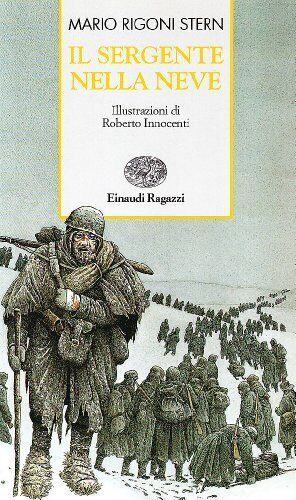 MARIO RIGONI STERN
IL SERGENTE
NELLA NEVE
Illustrazioni di
Roberto Innocenti
Einaudi Ragazzi